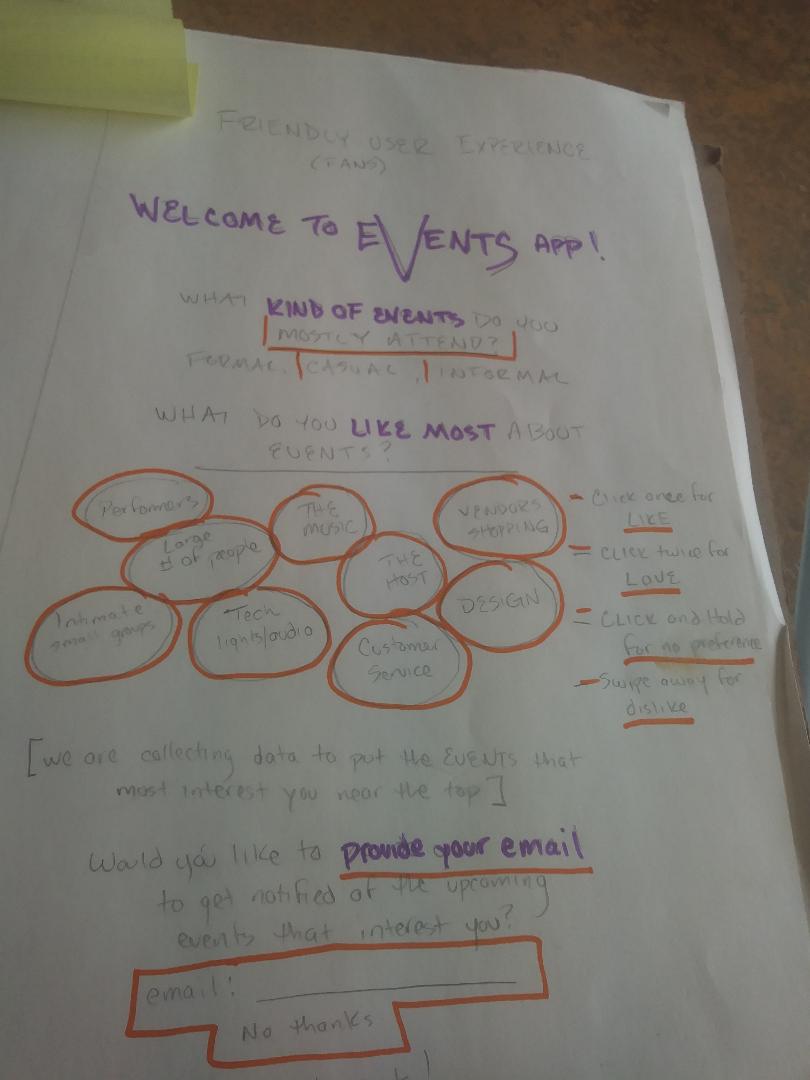 FRIENDLY USER EXPERIENCE
(FANS)
WELCOME TO EVENTS APP!
WHAT KIND OF EVENTS DO YOU
MOSTLY ATTEND?
FORMAL, CASUAL, INFORMAL
WHAT DO YOU LIKE MOST ABOUT
EVENTS?
Performers
Large
# of people
THE
MUSIC
VENDORS
SHOPPING
THE
HOST
DESIGN
Intimate
small groups
Tech
lights/audio
Customer
Service
- Click once for
LIKE
= CLICK twice for
LOVE
= CLICK and Hold
for no preference
- Swipe away for
dislike
[we are collecting data to put the EVENTS that
most interest you near the top]
Would you like to provide your email
to get notified of the upcoming
events that interest you?
email:
No thanks